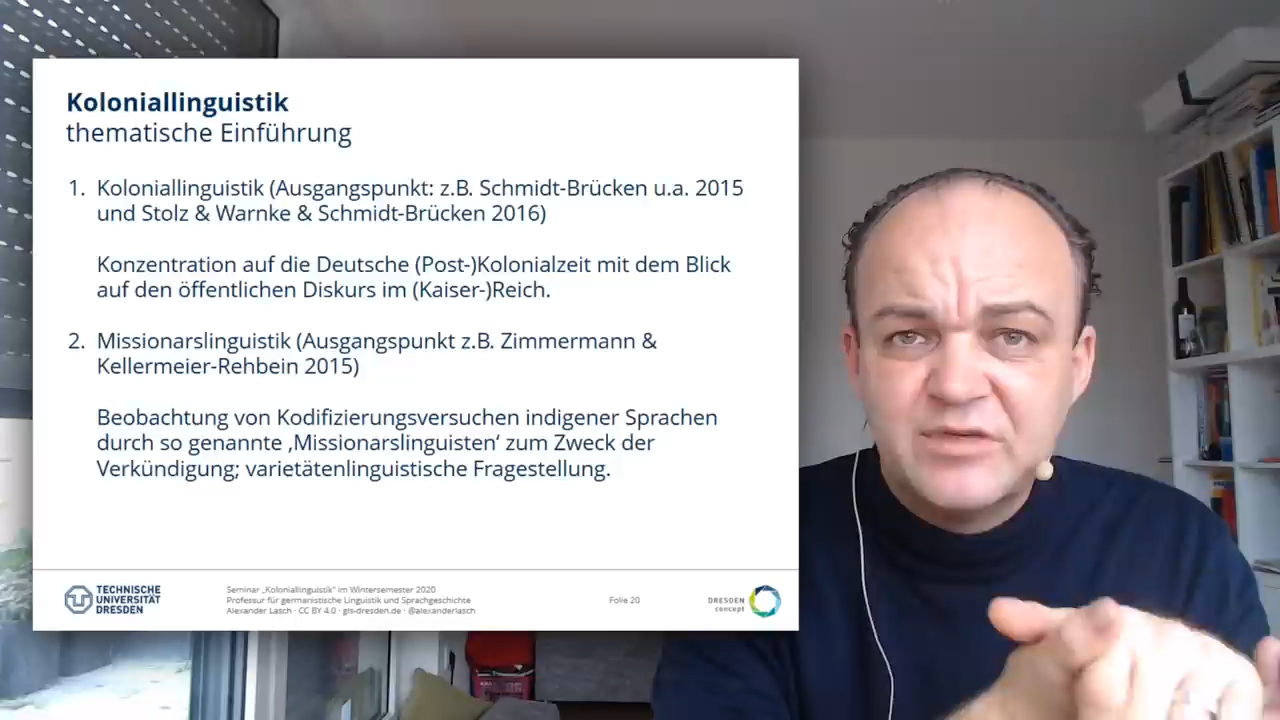 Koloniallinguistik
thematische Einführung
1. Koloniallinguistik (Ausgangspunkt: z.B. Schmidt-Brücken u.a. 2015
und Stolz & Warnke & Schmidt-Brücken 2016)
Konzentration auf die Deutsche (Post-)Kolonialzeit mit dem Blick
auf den öffentlichen Diskurs im (Kaiser-)Reich.
2. Missionarslinguistik (Ausgangspunkt z.B. Zimmermann &
Kellermeier-Rehbein 2015)
Beobachtung von Kodifizierungsversuchen indigener Sprachen
durch so genannte ‚Missionarslinguisten‘ zum Zweck der
Verkündigung; varietätenlinguistische Fragestellung.
TECHNISCHE
UNIVERSITÄT
DRESDEN
Seminar „Koloniallinguistik“ im Wintersemester 2020
Professur für germanistische Linguistik und Sprachgeschichte
Alexander Lasch · CC BY 4.0 · gls-dresden.de · @alexanderlasch
Folie 20
DRESDEN
concept